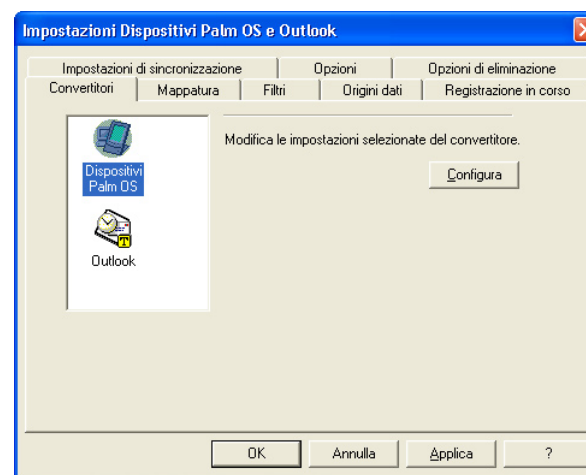 Impostazioni Dispositivi Palm OS e Outlook
Impostazioni di sincronizzazione Opzioni Opzioni di eliminazione
Convertitori Mappatura Filtri Origini dati Registrazione in corso
Modifica le impostazioni selezionate del convertitore.
Dispositivi
Palm OS
Configura
Outlook
OK Annulla Applica ?